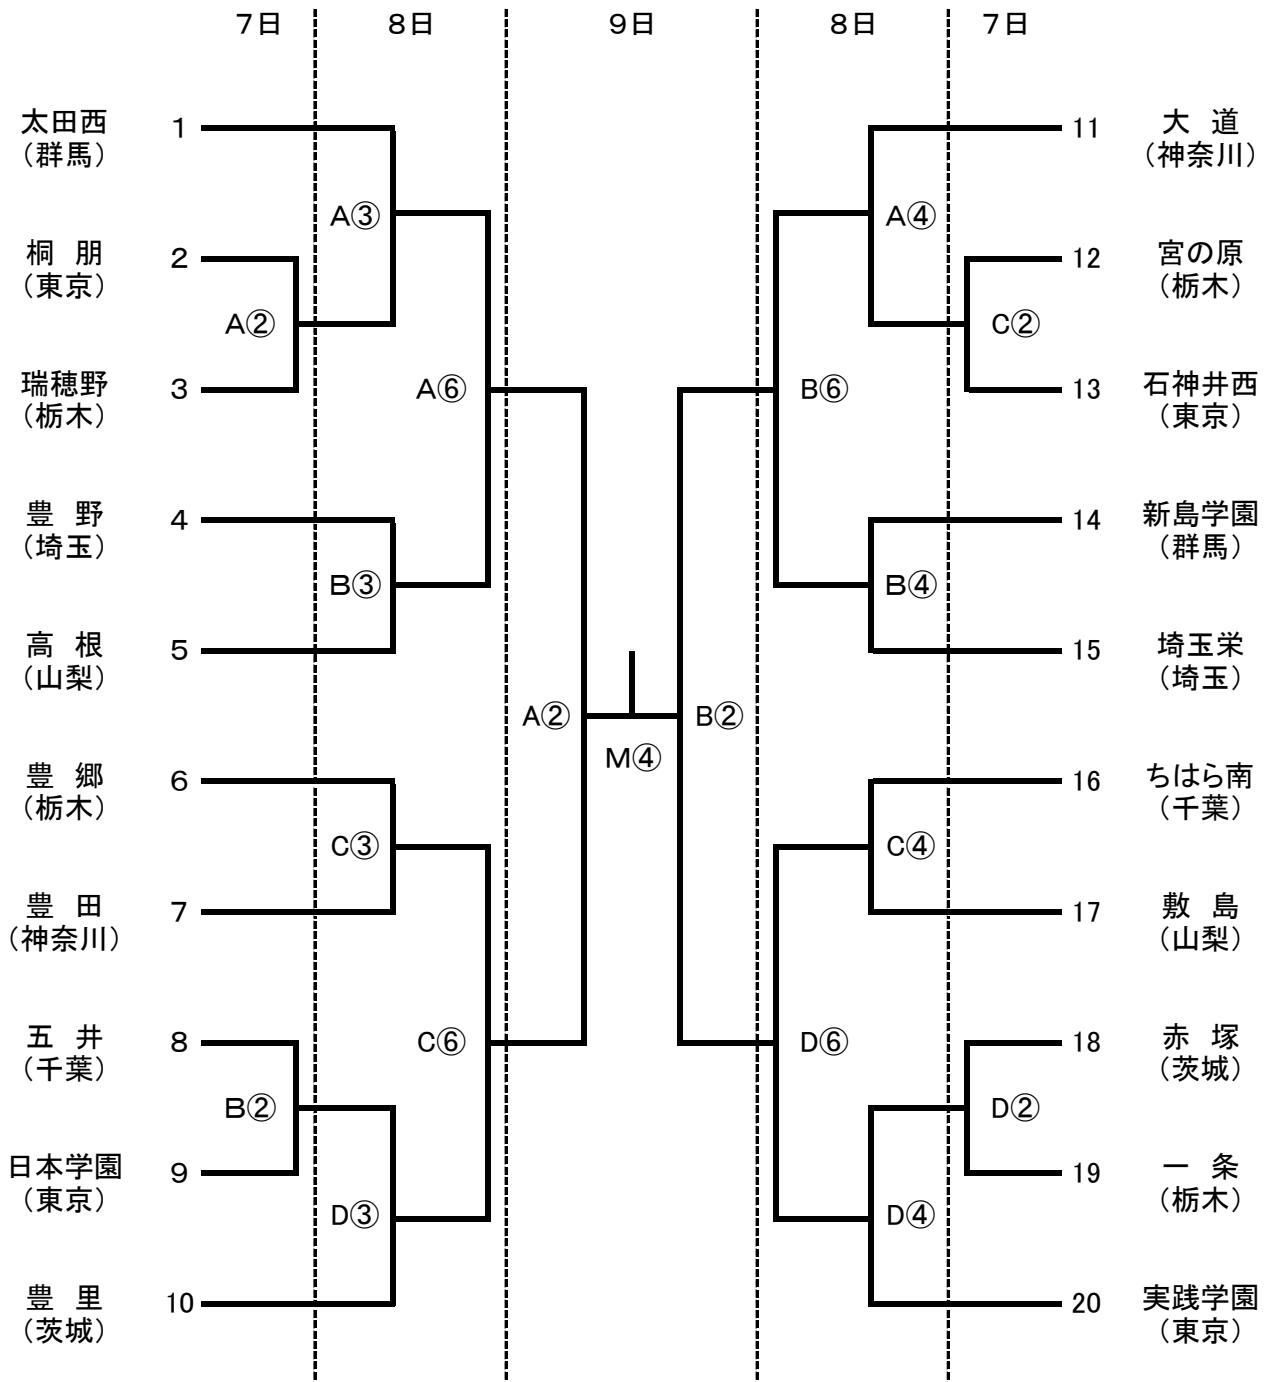 7日 8日 9日 8日 7日
太田西 1
（群馬）
桐 朋 2
（東京）
瑞穂野 3
（栃木）
豊 野 4
（埼玉）
高 根 5
（山梨）
豊 郷 6
（栃木）
豊 田 7
（神奈川）
五 井 8
（千葉）
日本学園 9
（東京）
豊 里 10
（茨城）
A②
B②
A③
B③
C③
D③
A⑥
C⑥
A②
M④
B②
B⑥
D⑥
A④
B④
C④
D④
C②
D②
11 大 道
（神奈川）
12 宮の原
（栃木）
13 石神井西
（東京）
14 新島学園
（群馬）
15 埼玉栄
（埼玉）
16 ちはら南
（千葉）
17 敷 島
（山梨）
18 赤 塚
（茨城）
19 一 条
（栃木）
20 実践学園
（東京）